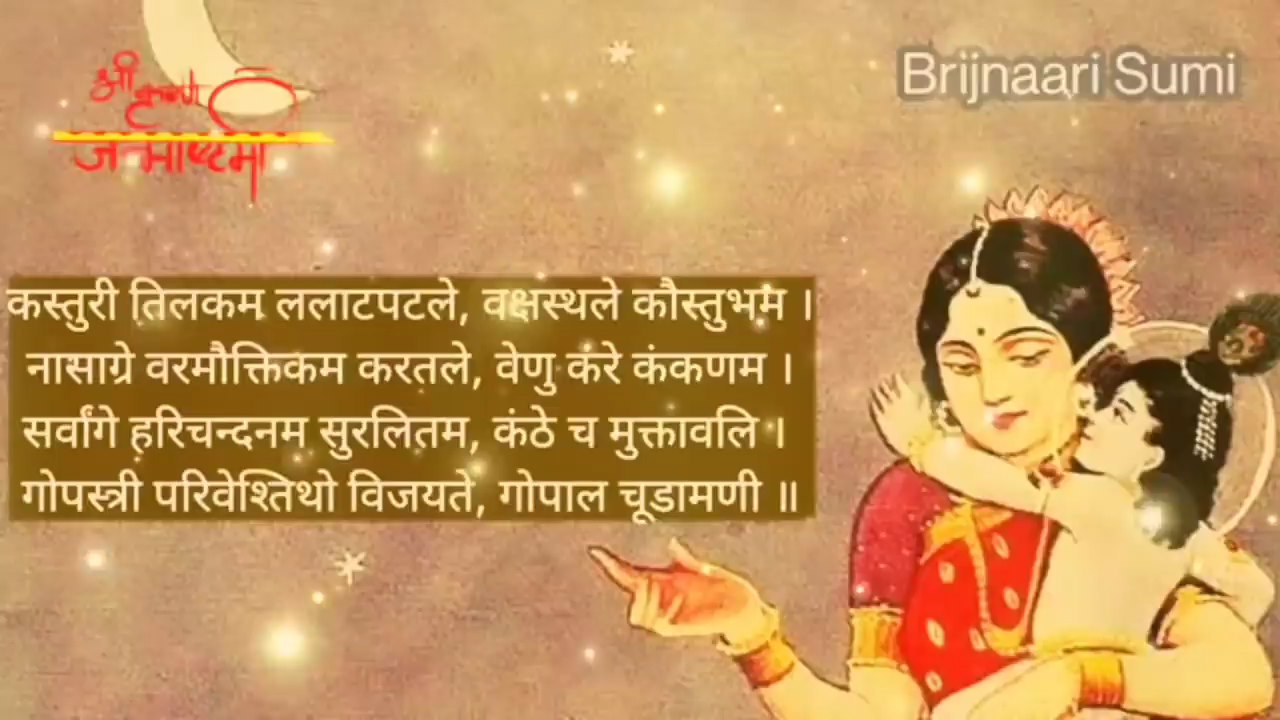 श्री कृष्ण
जन्माष्टमी
Brijnaari Sumi
कस्तुरी तिलकम ललाटपटले, वक्षस्थले कौस्तुभम ।
नासाग्रे वरमौक्तिकम करतले, वेणु करे कंकणम ।
सर्वांगे हरिचन्दनम सुरलितम, कंठे च मुक्तावलि ।
गोपस्त्री परिवेश्तिथो विजयते, गोपाल चूडामणी ॥